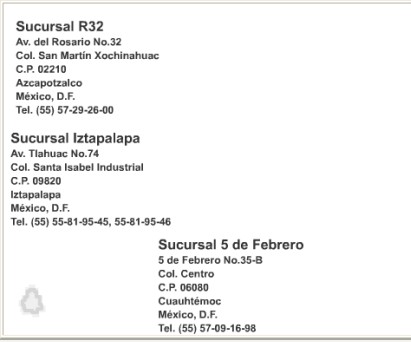 Sucursal R32
Av. del Rosario No.32
Col. San Martín Xochinahuac
C.P. 02210
Azcapotzalco
México, D.F.
Tel. (55) 57-29-26-00
Sucursal Iztapalapa
Av. Tlahuac No.74
Col. Santa Isabel Industrial
C.P. 09820
Iztapalapa
México, D.F.
Tel. (55) 55-81-95-45, 55-81-95-46
Sucursal 5 de Febrero
5 de Febrero No.35-B
Col. Centro
C.P. 06080
Cuauhtémoc
México, D.F.
Tel. (55) 57-09-16-98